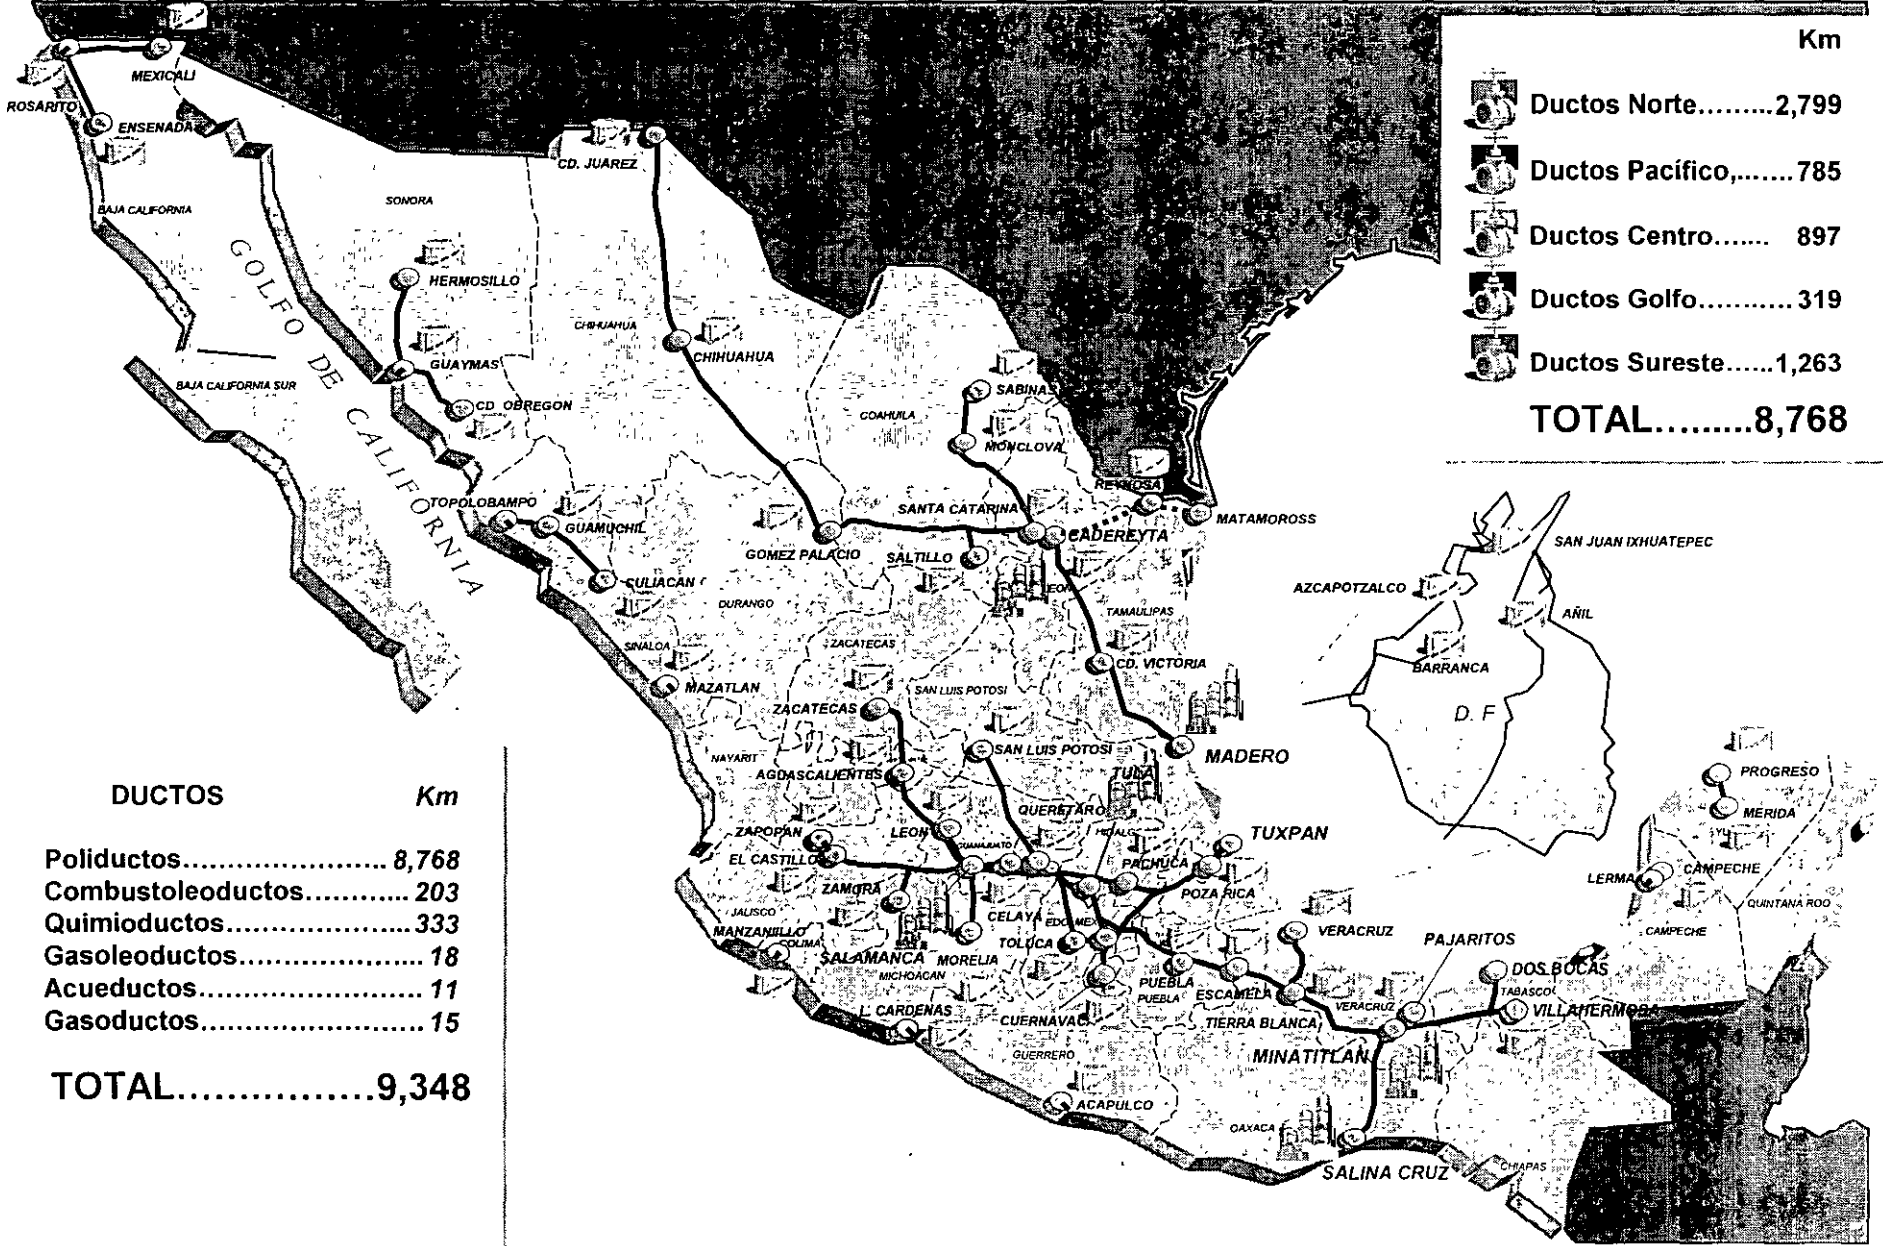 Km
Ductos Norte.........2,799
Ductos Pacífico,.......785
Ductos Centro....... 897
Ductos Golfo...........319
Ductos Sureste......1,263
TOTAL.........8,768
MEXICALI
ROSARITO
ENSENADA
CD. JUAREZ
BAJA CALIFORNIA
SONORA
GOLFO DE CALIFORNIA
HERMOSILLO
CHIHUAHUA
GUAYMAS
CHIHUAHUA
BAJA CALIFORNIA SUR
CD OBREGON
SABINAS
COAHUILA
MONCLOVA
REYNOSA
TOPOLOBAMPO
SANTA CATARINA
MATAMOROSS
GUAMUCHIL
CADEREYTA
GOMEZ PALACIO
SALTILLO
SAN JUAN IXHUATEPEC
CULIACAN
LEON
AZCAPOTZALCO
DURANGO
TAMAULIPAS
AÑIL
SINALOA
ZACATECAS
CD. VICTORIA
BARRANCA
MAZATLAN
SAN LUIS POTOSI
ZACATECAS
D. F
NAYARIT
SAN LUIS POTOSI
MADERO
AGUASCALIENTES
TULA
PROGRESO
QUERETARO
MERIDA
ZAPOPAN
LEON
HIDALG
TUXPAN
YU
GUANAJUATO
EL CASTILLO
PACHUCA
CAMPECHE
LERMA
ZAMORA
POZA RICA
JALISCO
CELAYA
EDO MEX
QUINTANA ROO
MANZANILLO
COLIMA
TOLUCA
VERACRUZ
PAJARITOS
CAMPECHE
SALAMANCA
MORELIA
MICHOACAN
PUEBLA
PUEBLA
ESCAMELA
DOS BOCAS
TABASCO
L. CARDENAS
CUERNAVAC
TIERRA BLANCA
VERACRUZ
VILLAHERMOSA
GUERRERO
MINATITLAN
ACAPULCO
OAXACA
SALINA CRUZ
CHIAPAS
DUCTOS Km
Poliductos...................... 8,768
Combustoleoductos............ 203
Quimioductos.................... 333
Gasoleoductos.................... 18
Acueductos........................ 11
Gasoductos........................ 15
TOTAL................9,348